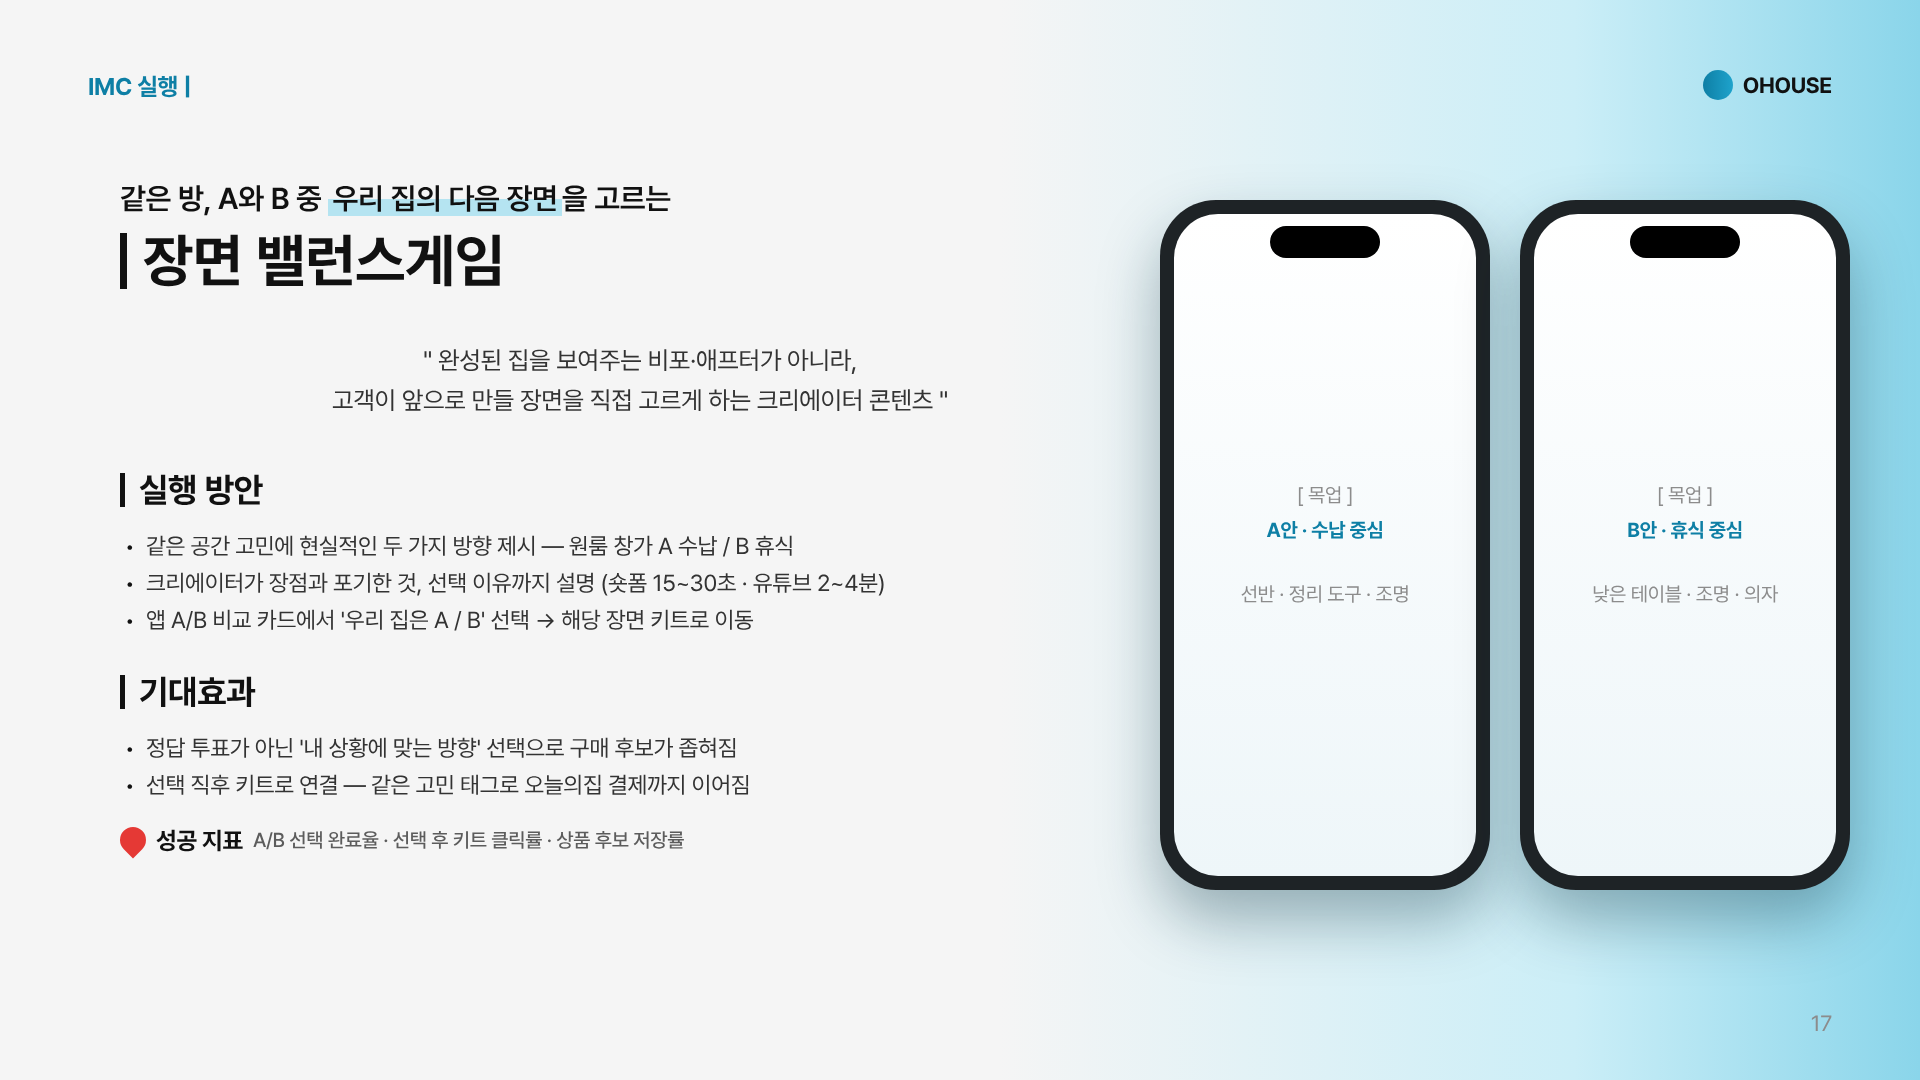 IMC 실행 |
OHOUSE
같은 방, A와 B 중 우리 집의 다음 장면을 고르는
장면 밸런스게임
" 완성된 집을 보여주는 비포·애프터가 아니라,
고객이 앞으로 만들 장면을 직접 고르게 하는 크리에이터 콘텐츠 "
실행 방안
• 같은 공간 고민에 현실적인 두 가지 방향 제시 — 원룸 창가 A 수납 / B 휴식
• 크리에이터가 장점과 포기한 것, 선택 이유까지 설명 (숏폼 15~30초 · 유튜브 2~4분)
• 앱 A/B 비교 카드에서 '우리 집은 A / B' 선택 → 해당 장면 키트로 이동
기대효과
• 정답 투표가 아닌 '내 상황에 맞는 방향' 선택으로 구매 후보가 좁혀짐
• 선택 직후 키트로 연결 — 같은 고민 태그로 오늘의집 결제까지 이어짐
성공 지표 A/B 선택 완료율 · 선택 후 키트 클릭률 · 상품 후보 저장률
[ 목업 ]
A안 · 수납 중심
선반 · 정리 도구 · 조명
[ 목업 ]
B안 · 휴식 중심
낮은 테이블 · 조명 · 의자
17